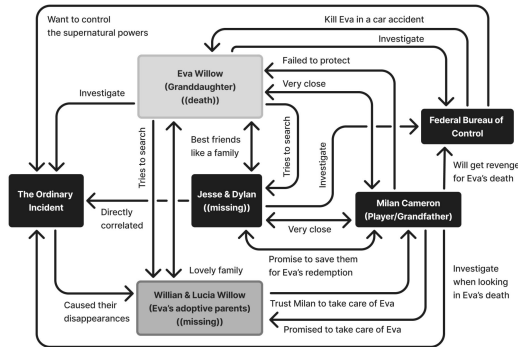 Want to control
the supernatural powers
Kill Eva in a car accident
Investigate
Eva Willow
(Granddaughter)
((death))
Failed to protect
Very close
Investigate
Federal Bureau of
Control
Tries to search
Best friends
like a family
Tries to search
Investigate
Will get revenge
for Eva's death
The Ordinary
Incident
Directly
correlated
Jesse & Dylan
((missing))
Very close
Milan Cameron
(Player/Grandfather)
Promise to save them
for Eva's redemption
Lovely family
Investigate
when looking
in Eva's death
Caused their
disappearances
Willian & Lucia Willow
(Eva's adoptive parents)
((missing))
Trust Milan to take care of Eva
Promised to take care of Eva